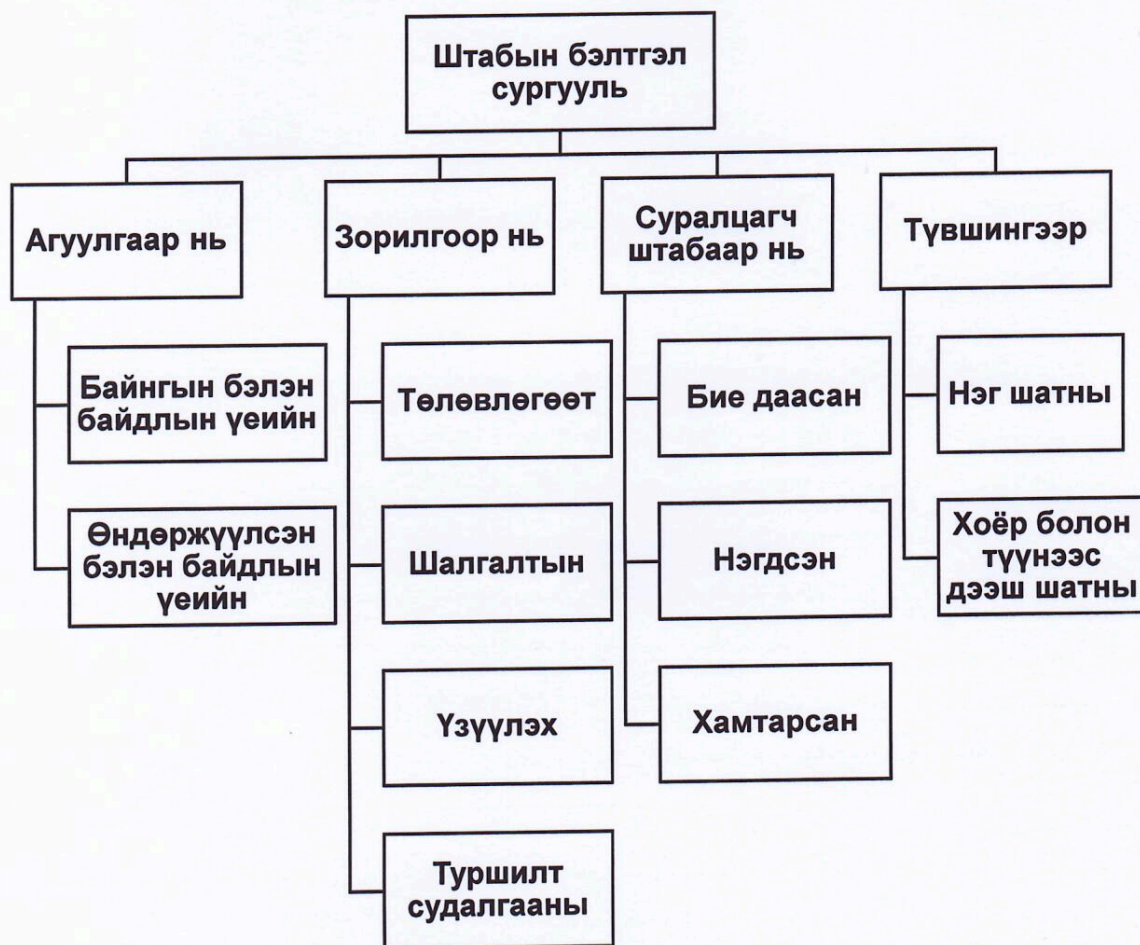 Штабын бэлтгэл
сургууль
Агуулгаар нь
Зорилгоор нь
Суралцагч
штабаар нь
Түвшингээр
Байнгын бэлэн
байдлын үеийн
Төлөвлөгөөт
Бие даасан
Нэг шатны
Өндөржүүлсэн
бэлэн байдлын
үеийн
Шалгалтын
Нэгдсэн
Хоёр болон
түүнээс
дээш шатны
Үзүүлэх
Хамтарсан
Туршилт
судалгааны